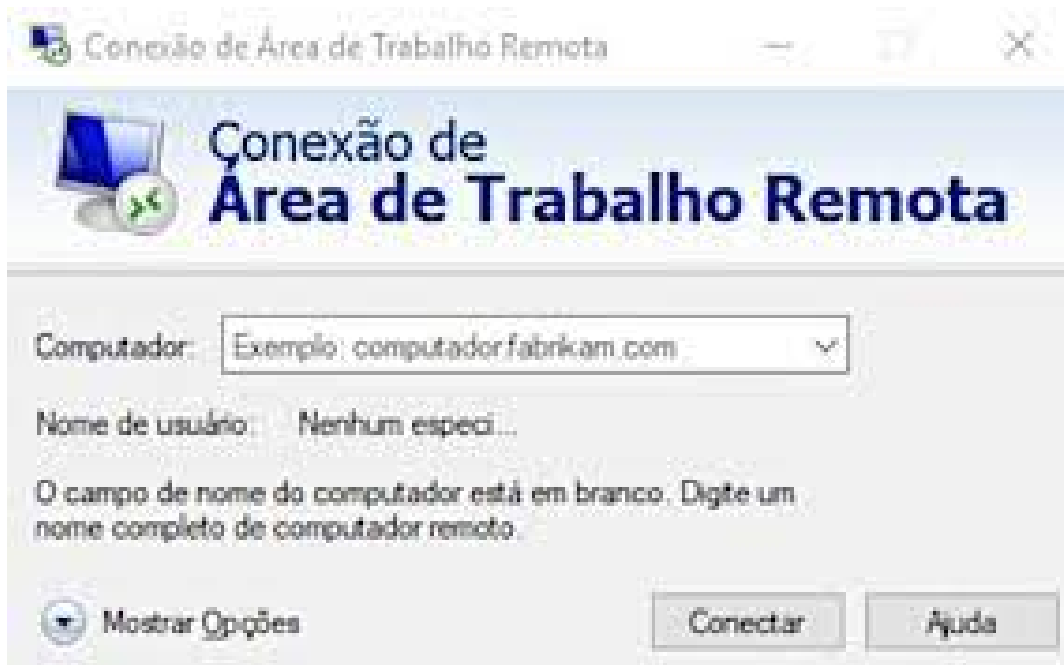 Conexão de Área de Trabalho Remota
Conexão de
Área de Trabalho Remota
Computador:
Exemplo: computador.fabrikam.com
Nome de usuário:
Nenhum especi...
O campo de nome do computador está em branco. Digite um
nome completo de computador remoto.
Mostrar Opções
Conectar
Ajuda